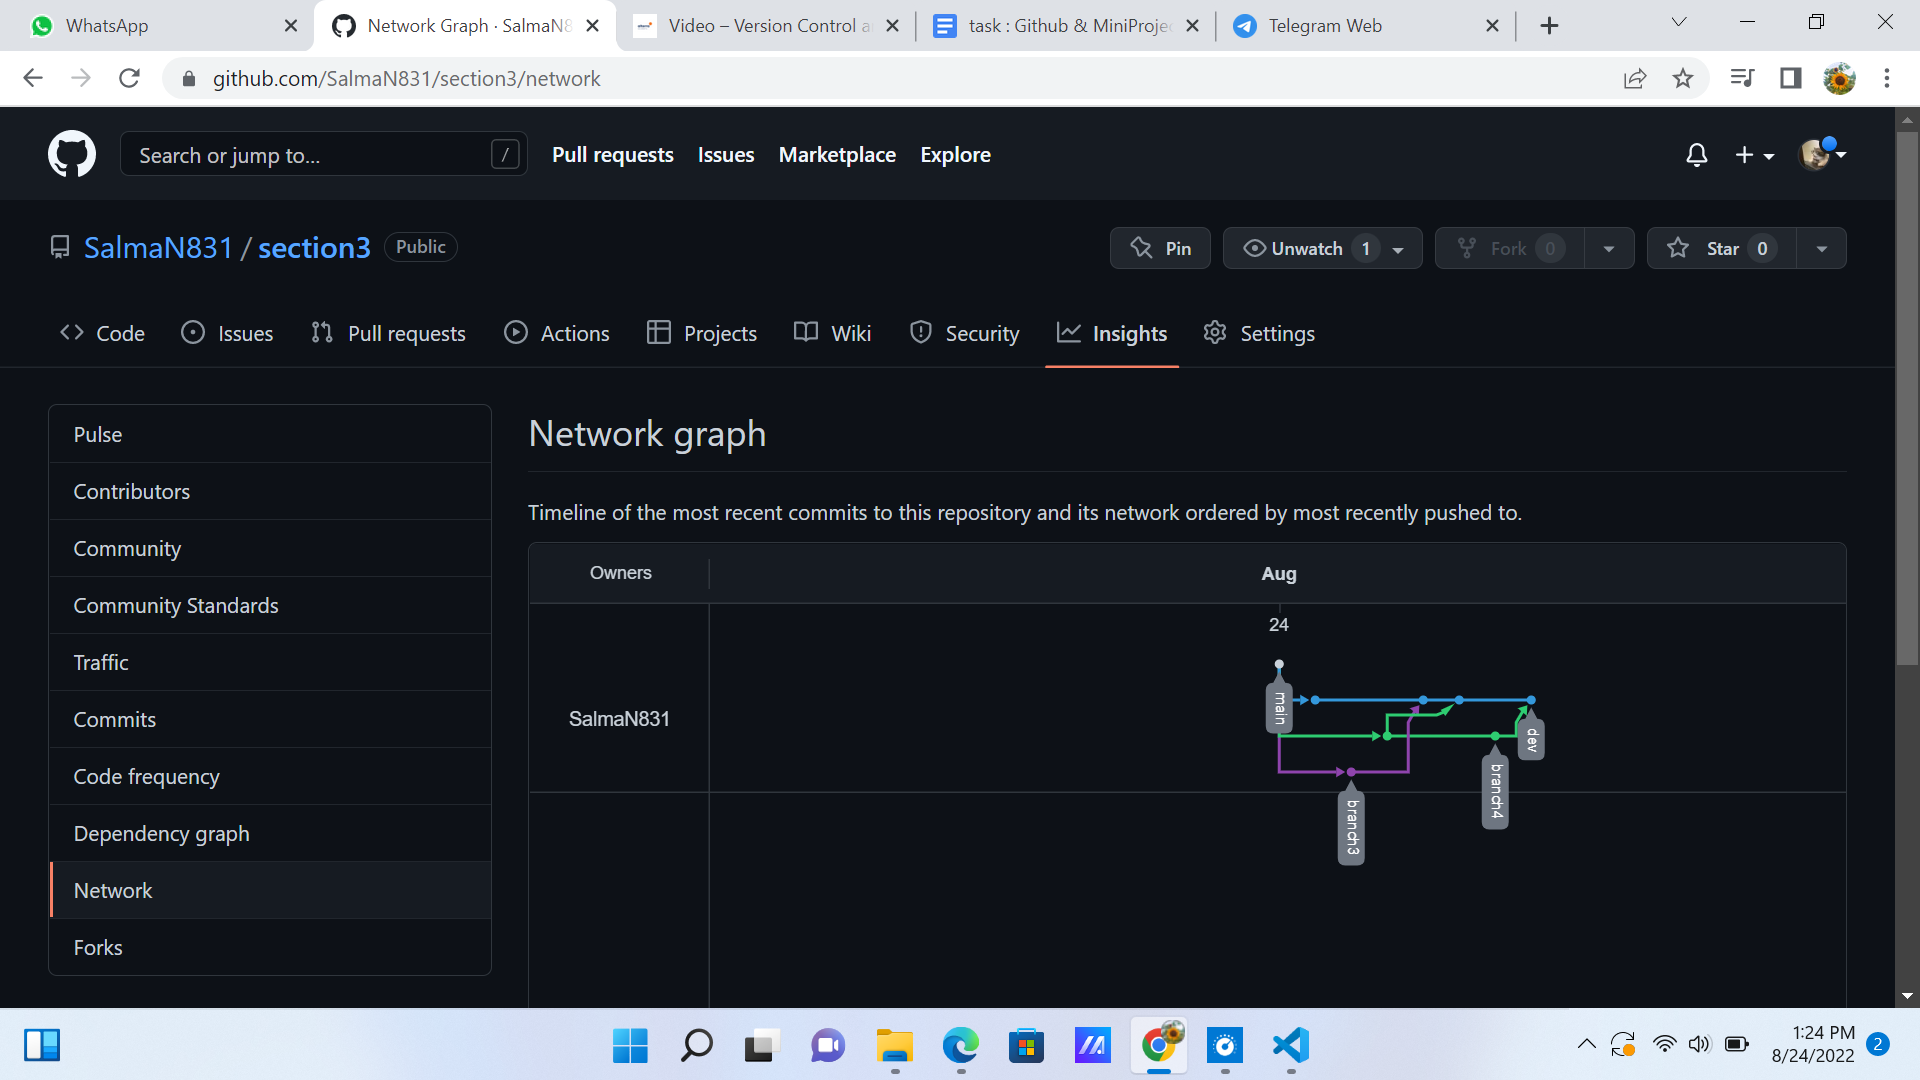 WhatsApp
Network Graph · SalmaN8
Video – Version Control a
task : Github & MiniProjec
Telegram Web
github.com/SalmaN831/section3/network
Search or jump to...
/
Pull requests
Issues
Marketplace
Explore
SalmaN831 / section3
Public
Pin
Unwatch 1
Fork 0
Star 0
Code
Issues
Pull requests
Actions
Projects
Wiki
Security
Insights
Settings
Pulse
Contributors
Community
Community Standards
Traffic
Commits
Code frequency
Dependency graph
Network
Forks
Network graph
Timeline of the most recent commits to this repository and its network ordered by most recently pushed to.
Owners
Aug
24
SalmaN831
main
dev
branch4
branch3
1:24 PM
8/24/2022
2